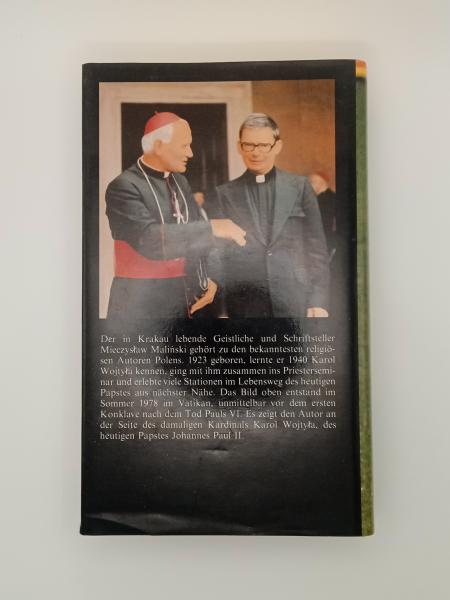 Der in Krakau lebende Geistliche und Schriftsteller
Mieczysław Maliński gehört zu den bekanntesten religiö-
sen Autoren Polens. 1923 geboren, lernte er 1940 Karol
Wojtyła kennen, ging mit ihm zusammen ins Priestersemi-
nar und erlebte viele Stationen im Lebensweg des heutigen
Papstes aus nächster Nähe. Das Bild oben entstand im
Sommer 1978 im Vatikan, unmittelbar vor dem ersten
Konklave nach dem Tod Pauls VI. Es zeigt den Autor an
der Seite des damaligen Kardinals Karol Wojtyła, des
heutigen Papstes Johannes Paul II.